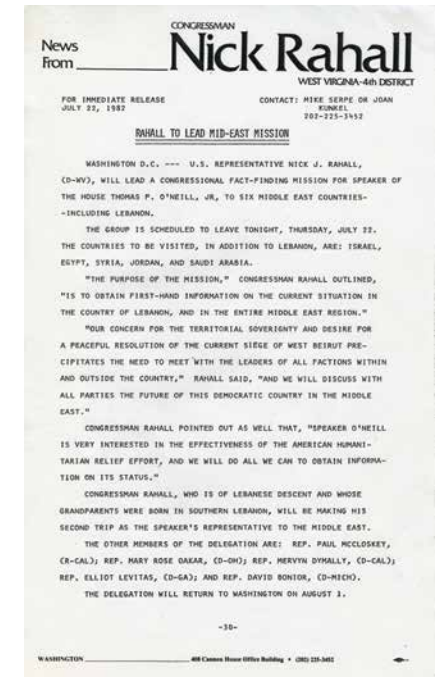 CONGRESSMAN
News
From
Nick Rahall
WEST VIRGINIA-4th DISTRICT
FOR IMMEDIATE RELEASE
JULY 22, 1982
CONTACT: MIKE SERPE OR JOAN
KUNKEL
202-225-3452
RAHALL TO LEAD MID-EAST MISSION
WASHINGTON D.C. --- U.S. REPRESENTATIVE NICK J. RAHALL,
(D-WV), WILL LEAD A CONGRESSIONAL FACT-FINDING MISSION FOR SPEAKER OF
THE HOUSE THOMAS P. O'NEILL, JR, TO SIX MIDDLE EAST COUNTRIES-
-INCLUDING LEBANON.
THE GROUP IS SCHEDULED TO LEAVE TONIGHT, THURSDAY, JULY 22.
THE COUNTRIES TO BE VISITED, IN ADDITION TO LEBANON, ARE: ISRAEL,
EGYPT, SYRIA, JORDAN, AND SAUDI ARABIA.
"THE PURPOSE OF THE MISSION," CONGRESSMAN RAHALL OUTLINED,
"IS TO OBTAIN FIRST-HAND INFORMATION ON THE CURRENT SITUATION IN
THE COUNTRY OF LEBANON, AND IN THE ENTIRE MIDDLE EAST REGION."
"OUR CONCERN FOR THE TERRITORIAL SOVERIGNTY AND DESIRE FOR
A PEACEFUL RESOLUTION OF THE CURRENT SIEGE OF WEST BEIRUT PRE-
CIPITATES THE NEED TO MEET WITH THE LEADERS OF ALL FACTIONS WITHIN
AND OUTSIDE THE COUNTRY," RAHALL SAID, "AND WE WILL DISCUSS WITH
ALL PARTIES THE FUTURE OF THIS DEMOCRATIC COUNTRY IN THE MIDDLE
EAST."
CONGRESSMAN RAHALL POINTED OUT AS WELL THAT, "SPEAKER O'NEILL
IS VERY INTERESTED IN THE EFFECTIVENESS OF THE AMERICAN HUMANI-
TARIAN RELIEF EFFORT, AND WE WILL DO ALL WE CAN TO OBTAIN INFORMA-
TION ON ITS STATUS."
CONGRESSMAN RAHALL, WHO IS OF LEBANESE DESCENT AND WHOSE
GRANDPARENTS WERE BORN IN SOUTHERN LEBANON, WILL BE MAKING HIS
SECOND TRIP AS THE SPEAKER'S REPRESENTATIVE TO THE MIDDLE EAST.
THE OTHER MEMBERS OF THE DELEGATION ARE: REP. PAUL MCCLOSKEY,
(R-CAL); REP. MARY ROSE OAKAR, (D-OH); REP. MERVYN DYMALLY, (D-CAL);
REP. ELLIOT LEVITAS, (D-GA); AND REP. DAVID BONIOR, (D-MICH).
THE DELEGATION WILL RETURN TO WASHINGTON ON AUGUST 1.
-30-
WASHINGTON 408 Cannon House Office Building • (202) 225-3452